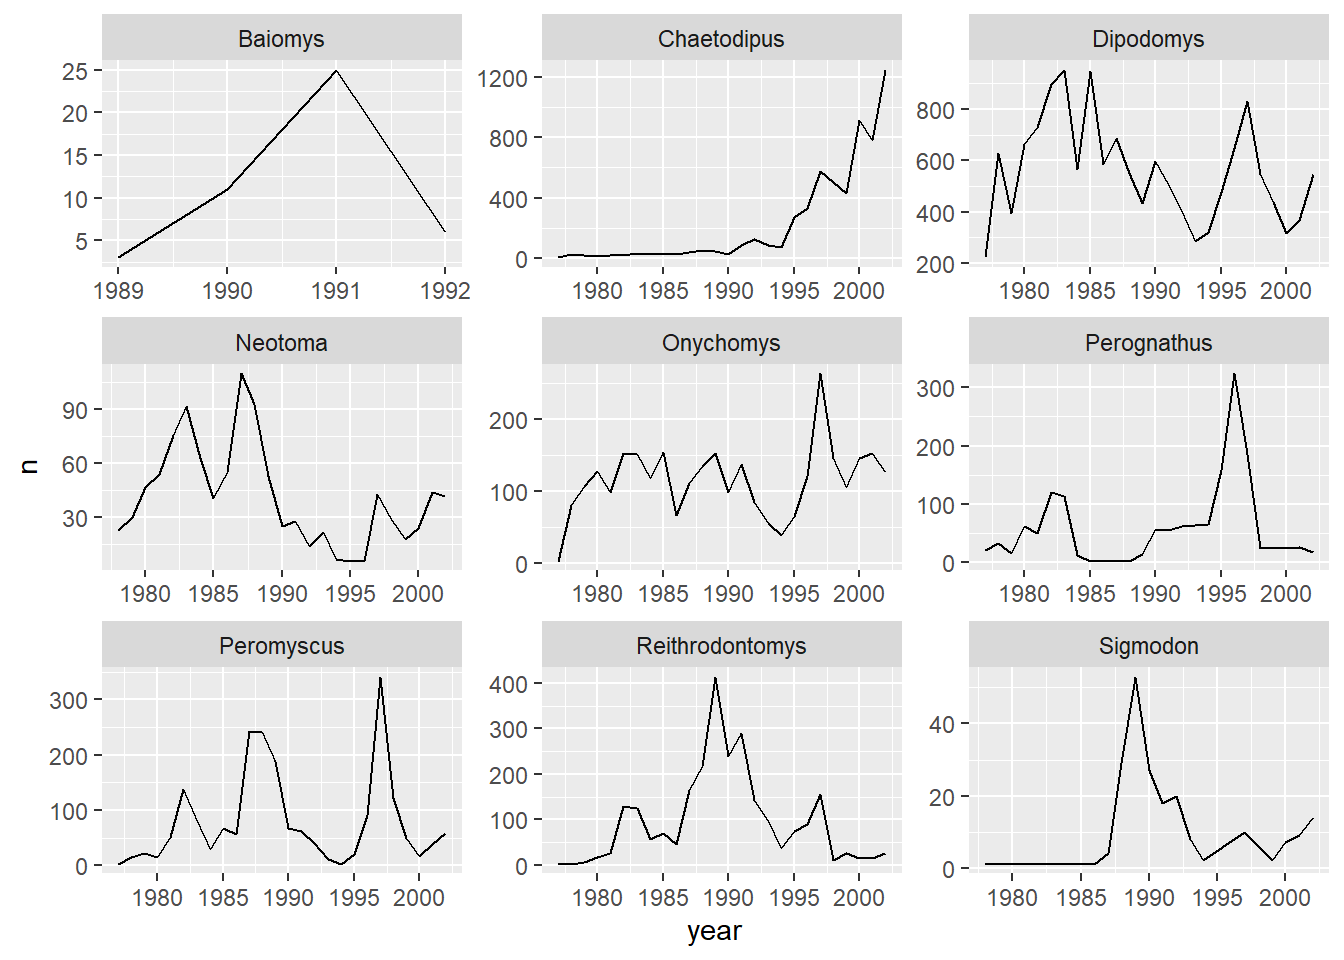 Baiomys Chaetodipus Dipodomys
25
20
15
10
5
1989 1990 1991 1992
1200
800
400
0
1980 1985 1990 1995 2000
800
600
400
200
1980 1985 1990 1995 2000
Neotoma Onychomys Perognathus
90
60
30
1980 1985 1990 1995 2000
200
100
0
1980 1985 1990 1995 2000
300
200
100
0
1980 1985 1990 1995 2000
n
Peromyscus Reithrodontomys Sigmodon
300
200
100
0
1980 1985 1990 1995 2000
400
300
200
100
0
1980 1985 1990 1995 2000
40
20
0
1980 1985 1990 1995 2000
year